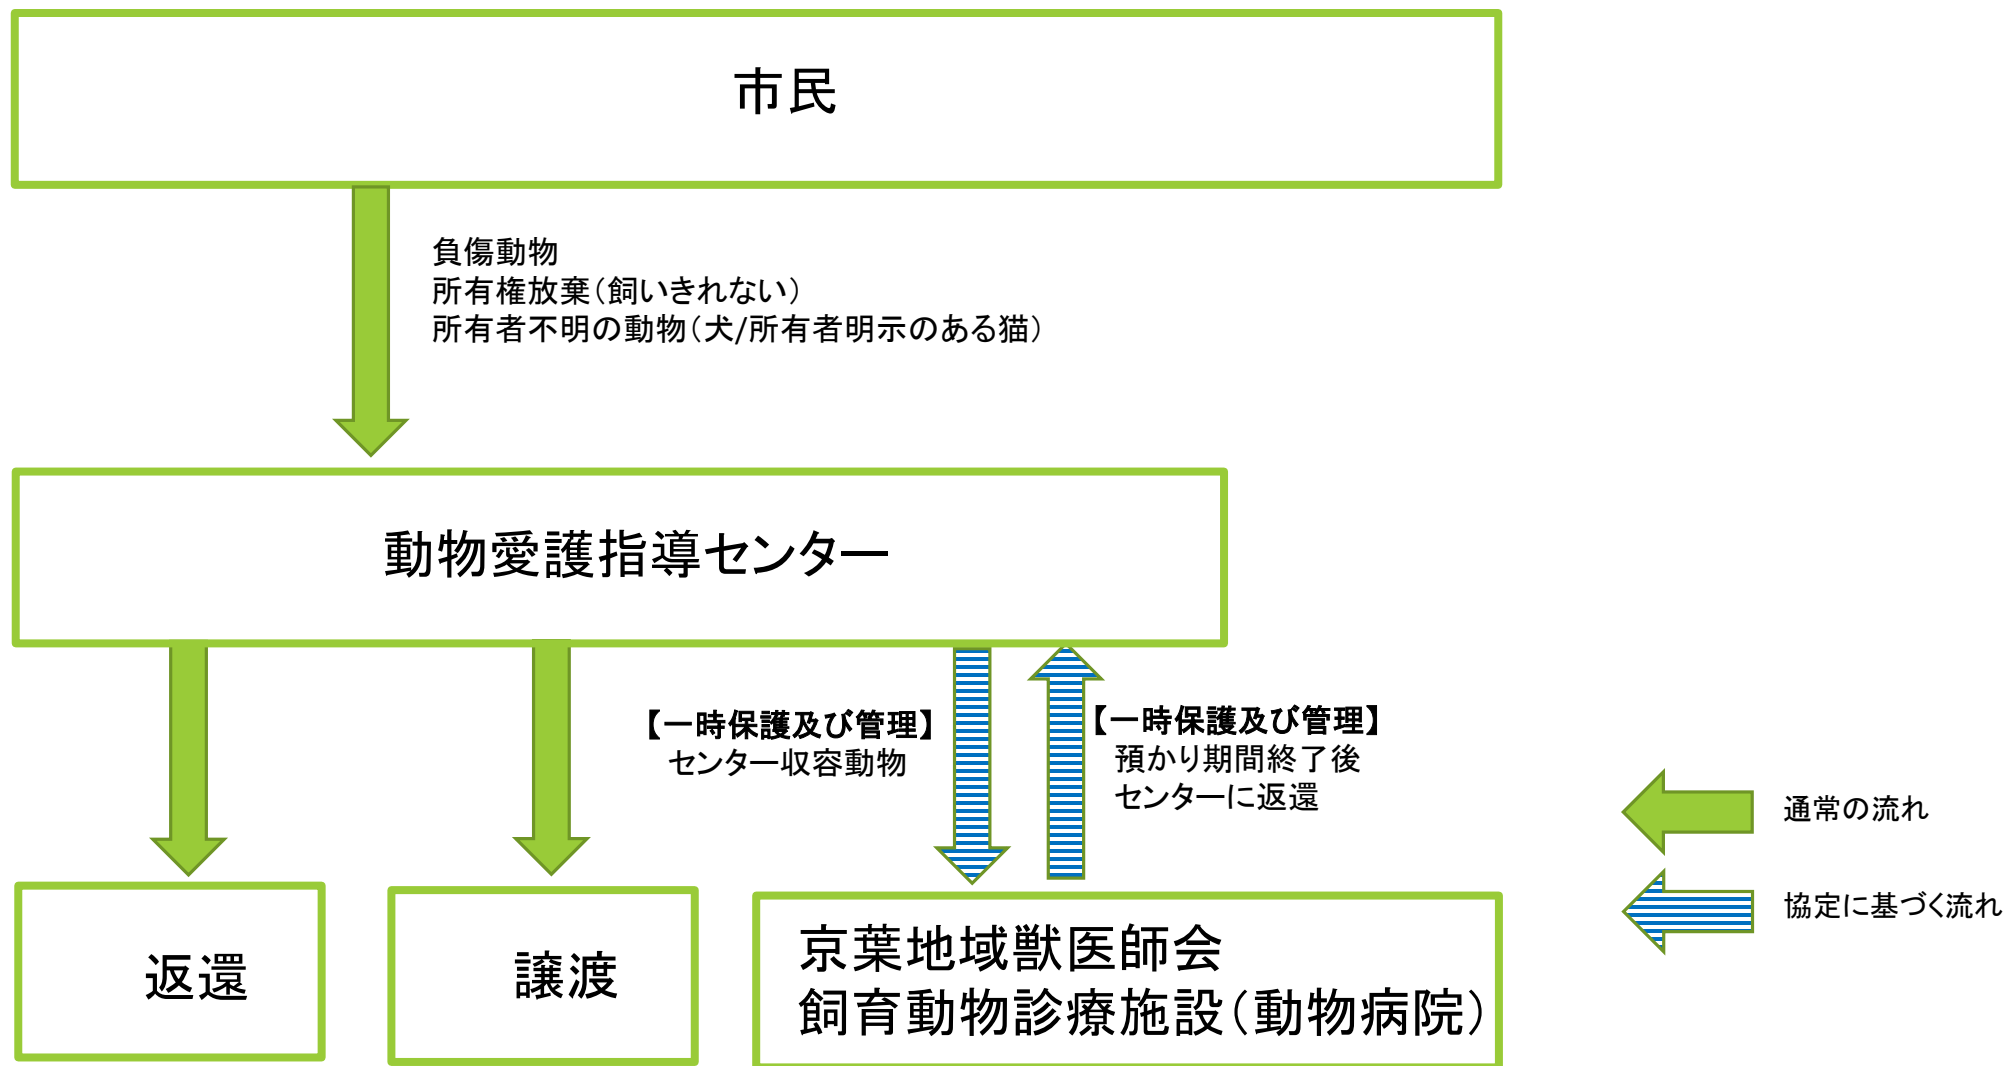 市民
負傷動物
所有権放棄（飼いきれない）
所有者不明の動物（犬/所有者明示のある猫）
動物愛護指導センター
【一時保護及び管理】
センター収容動物
【一時保護及び管理】
預かり期間終了後
センターに返還
通常の流れ
協定に基づく流れ
返還
譲渡
京葉地域獣医師会
飼育動物診療施設（動物病院）